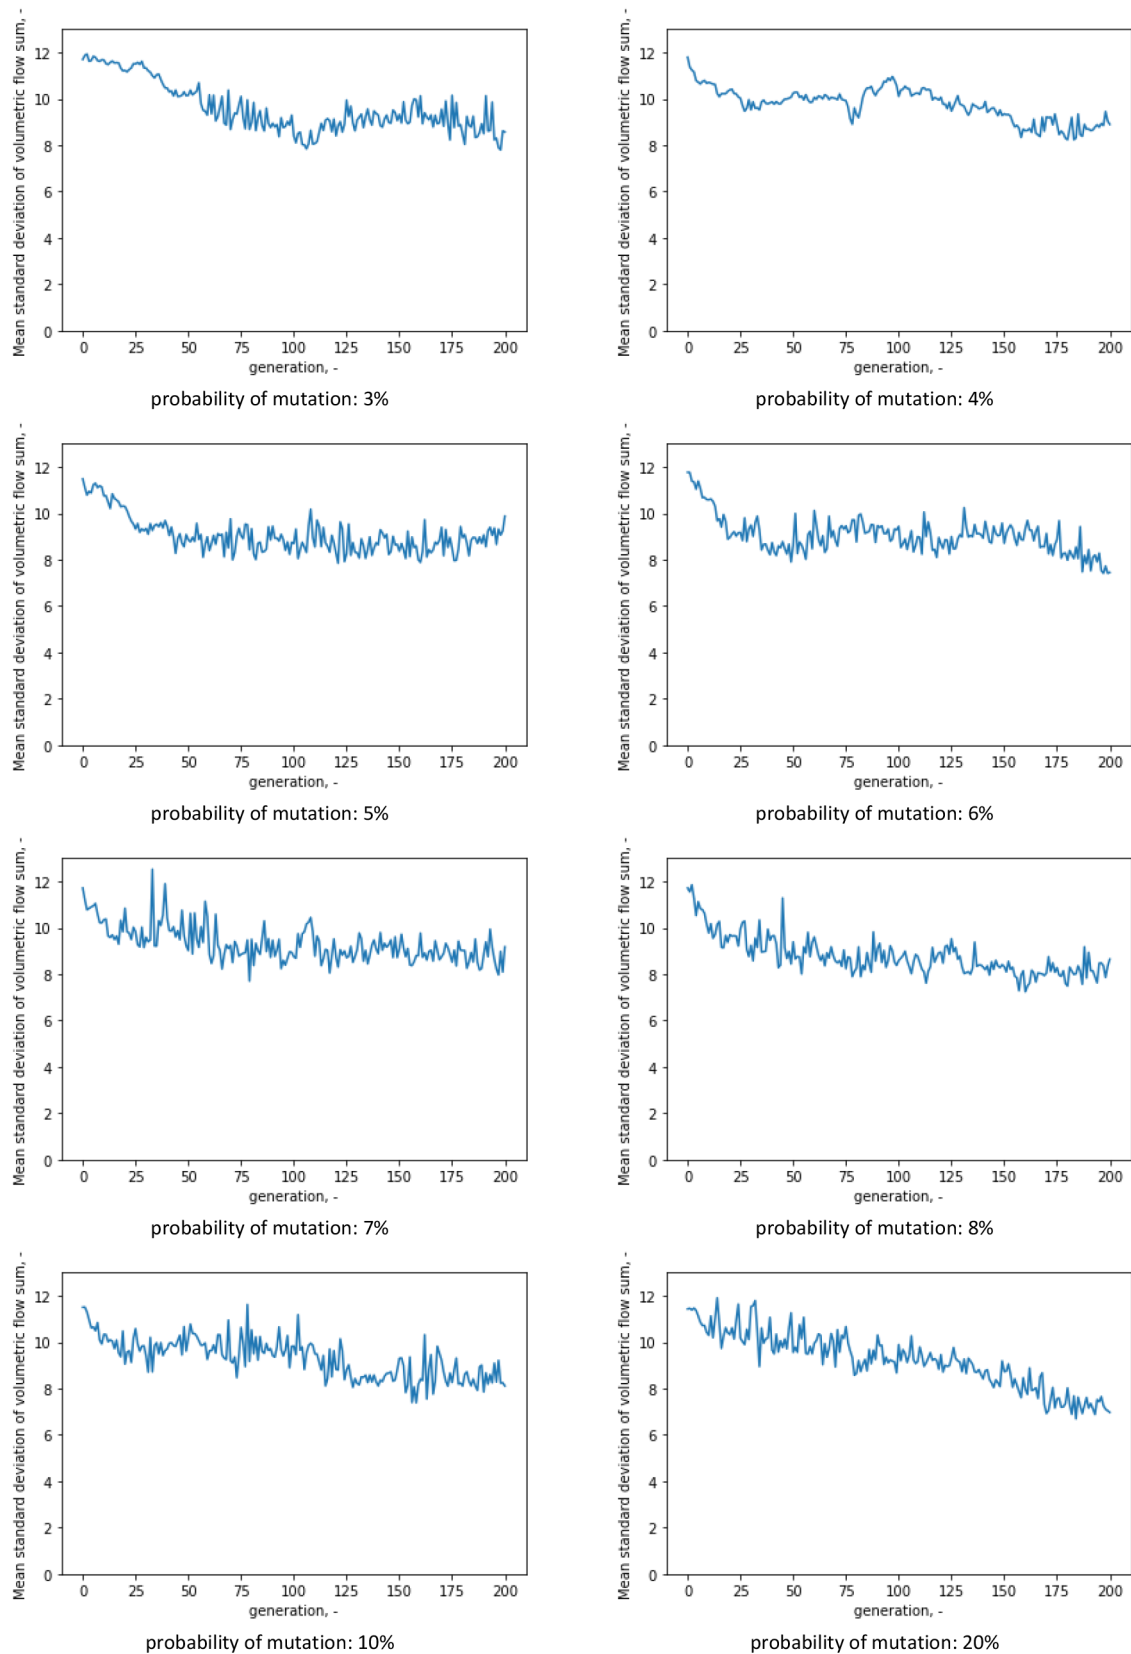 Mean standard deviation of volumetric flow sum, -
12
10
8
6
4
2
0
0 25 50 75 100 125 150 175 200
generation, -
probability of mutation: 3%
Mean standard deviation of volumetric flow sum, -
12
10
8
6
4
2
0
0 25 50 75 100 125 150 175 200
generation, -
probability of mutation: 4%
Mean standard deviation of volumetric flow sum, -
12
10
8
6
4
2
0
0 25 50 75 100 125 150 175 200
generation, -
probability of mutation: 5%
Mean standard deviation of volumetric flow sum, -
12
10
8
6
4
2
0
0 25 50 75 100 125 150 175 200
generation, -
probability of mutation: 6%
Mean standard deviation of volumetric flow sum, -
12
10
8
6
4
2
0
0 25 50 75 100 125 150 175 200
generation, -
probability of mutation: 7%
Mean standard deviation of volumetric flow sum, -
12
10
8
6
4
2
0
0 25 50 75 100 125 150 175 200
generation, -
probability of mutation: 8%
Mean standard deviation of volumetric flow sum, -
12
10
8
6
4
2
0
0 25 50 75 100 125 150 175 200
generation, -
probability of mutation: 10%
Mean standard deviation of volumetric flow sum, -
12
10
8
6
4
2
0
0 25 50 75 100 125 150 175 200
generation, -
probability of mutation: 20%